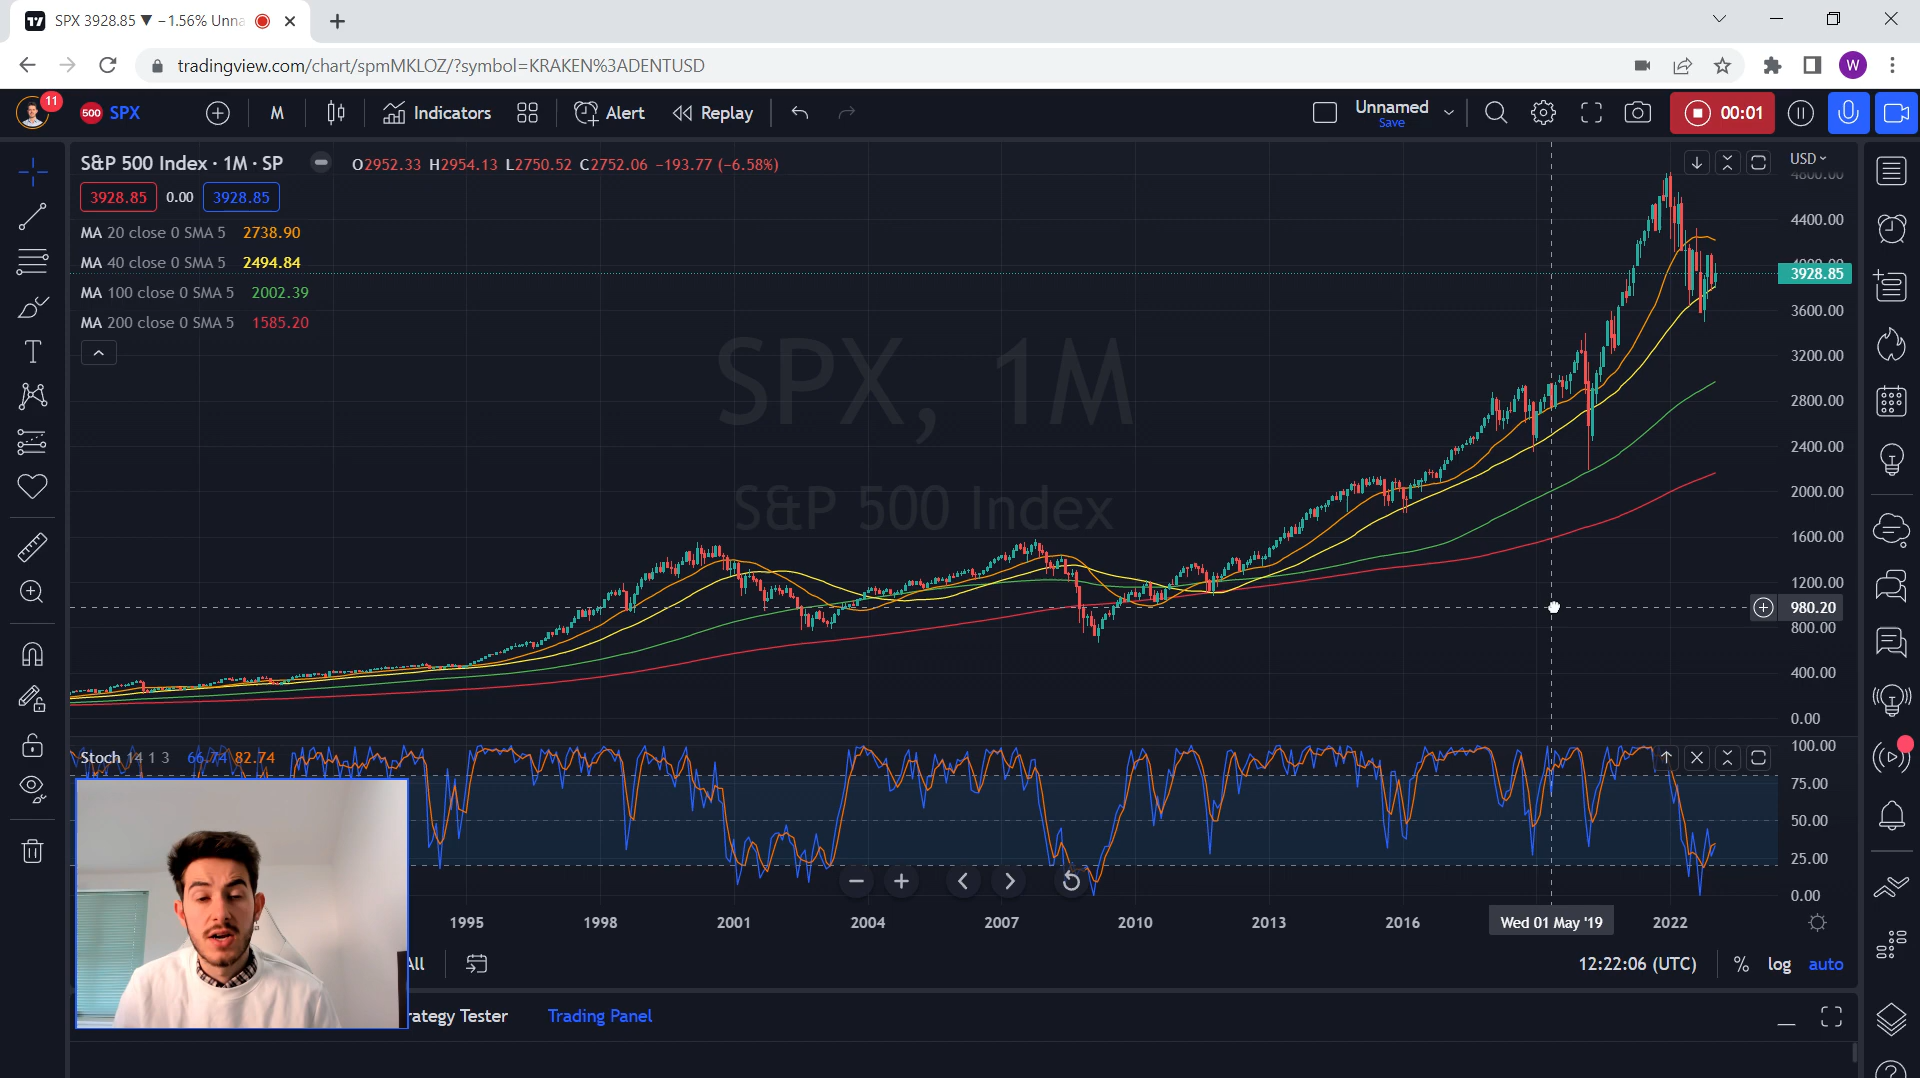 SPX 3928.85 ▼ −1.56% Unna
tradingview.com/chart/spmMKLOZ/?symbol=KRAKEN%3ADENTUSD
W
11
500 SPX
M
Indicators
Alert
Replay
Unnamed
Save
00:01
S&P 500 Index · 1M · SP
O2952.33 H2954.13 L2750.52 C2752.06 −193.77 (−6.58%)
USD
3928.85 0.00 3928.85
MA 20 close 0 SMA 5 2738.90
MA 40 close 0 SMA 5 2494.84
MA 100 close 0 SMA 5 2002.39
MA 200 close 0 SMA 5 1585.20
SPX, 1M
S&P 500 Index
4800.00
4400.00
4000.00
3928.85
3600.00
3200.00
2800.00
2400.00
2000.00
1600.00
1200.00
980.20
800.00
400.00
0.00
Stoch 14 1 3 66.74 82.74
100.00
75.00
50.00
25.00
0.00
1995 1998 2001 2004 2007 2010 2013 2016 Wed 01 May '19 2022
All
12:22:06 (UTC) % log auto
rategy Tester Trading Panel